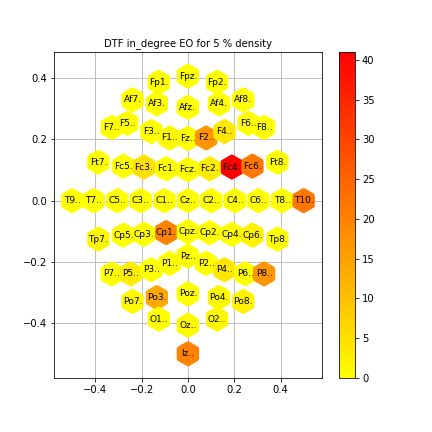 DTF in_degree EO for 5 % density
Fpz.
Fp1. Fp2.
Af7. Af3. Afz. Af4. Af8.
F7.. F5.. F3.. F1.. Fz.. F2.. F4.. F6.. F8..
Ft7. Fc5. Fc3. Fc1. Fcz. Fc2. Fc4. Fc6. Ft8.
T9.. T7.. C5.. C3.. C1.. Cz.. C2.. C4.. C6.. T8.. T10.
Tp7. Cp5. Cp3. Cp1. Cpz. Cp2. Cp4. Cp6. Tp8.
P7.. P5.. P3.. P1.. Pz.. P2.. P4.. P6.. P8..
Po7. Po3. Poz. Po4. Po8.
O1.. Oz.. O2..
Iz..
0.4
0.2
0.0
−0.2
−0.4
−0.4 −0.2 0.0 0.2 0.4
40
35
30
25
20
15
10
5
0